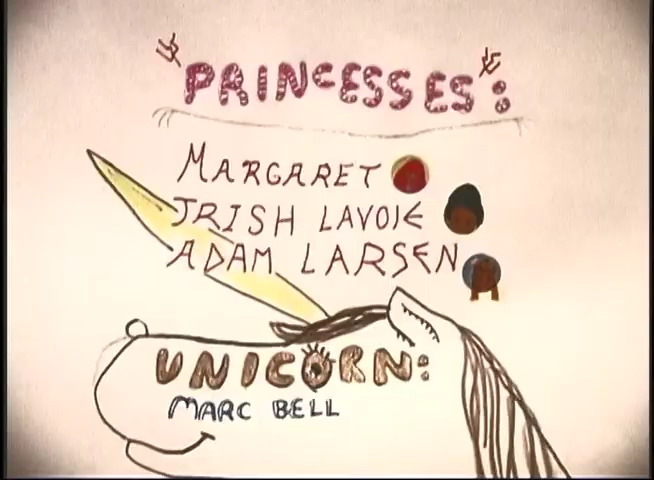 "PRINCESSES":
MARGARET
TRISH LAVOIE
ADAM LARSEN
UNICORN:
MARC BELL